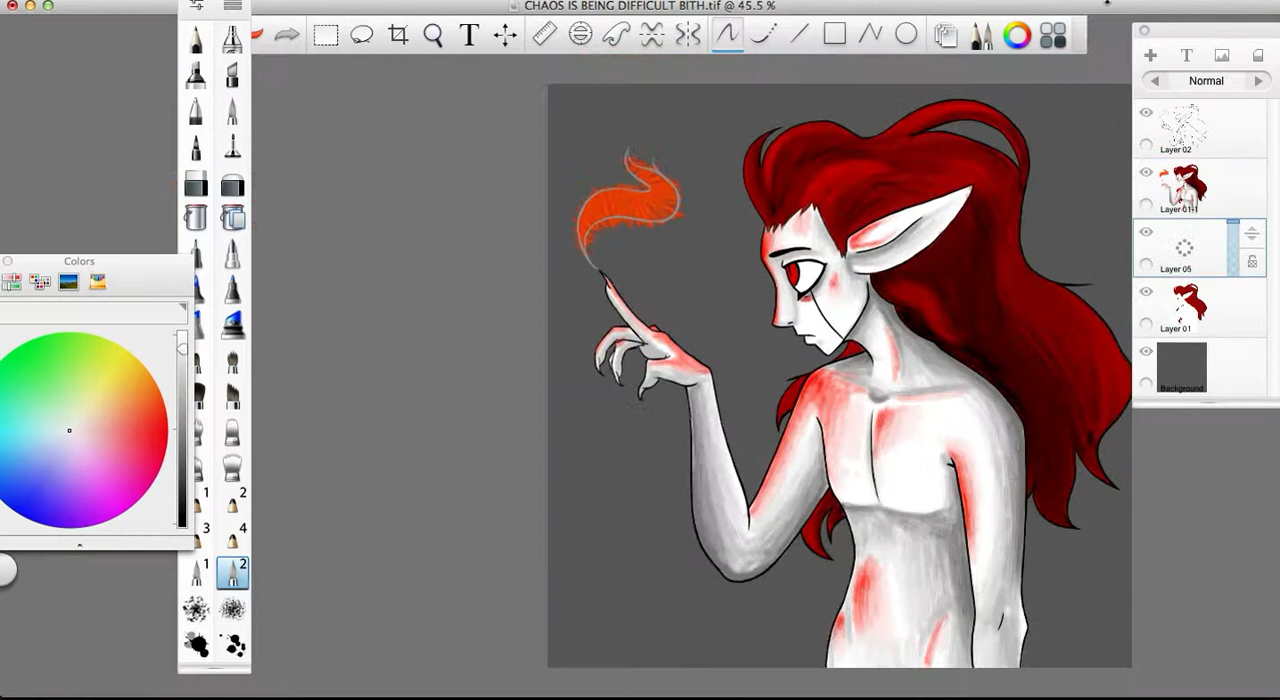 CHAOS IS BEING DIFFICULT BITH.tif @ 45.5 %
T
T
Normal
Layer 02
Layer 01-1
Layer 05
Layer 01
Background
Colors
1 2
3 4
1 2